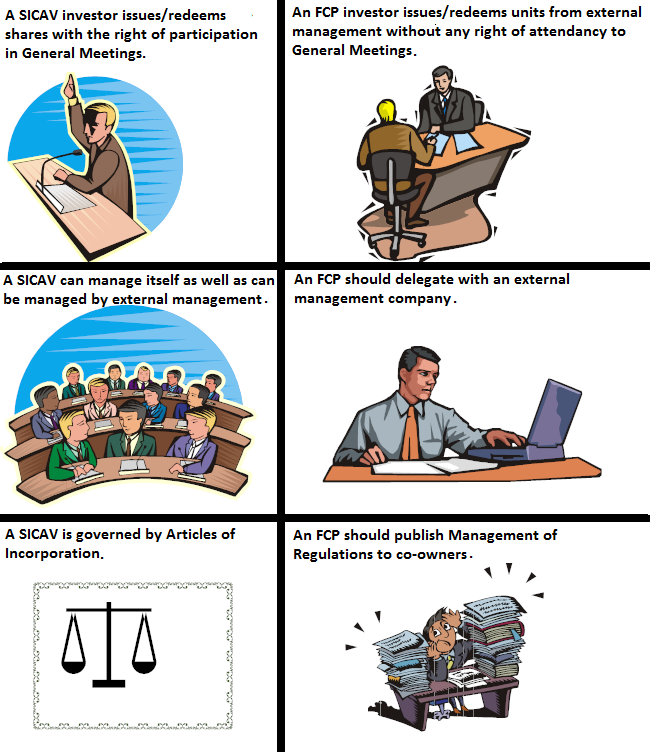 A SICAV investor issues/redeems
shares with the right of participation
in General Meetings.
An FCP investor issues/redeems units from external
management without any right of attendancy to
General Meetings.
A SICAV can manage itself as well as can
be managed by external management.
An FCP should delegate with an external
management company.
A SICAV is governed by Articles of
Incorporation.
An FCP should publish Management of
Regulations to co-owners.